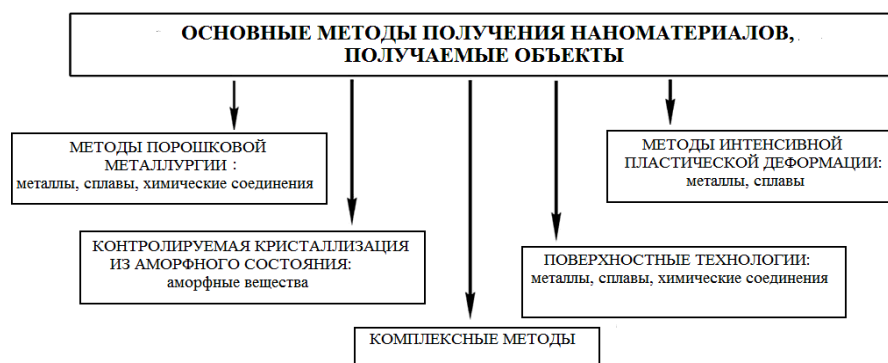 ОСНОВНЫЕ МЕТОДЫ ПОЛУЧЕНИЯ НАНОМАТЕРИАЛОВ,
ПОЛУЧАЕМЫЕ ОБЪЕКТЫ
МЕТОДЫ ПОРОШКОВОЙ
МЕТАЛЛУРГИИ :
металлы, сплавы, химические соединения
МЕТОДЫ ИНТЕНСИВНОЙ
ПЛАСТИЧЕСКОЙ ДЕФОРМАЦИИ:
металлы, сплавы
КОНТРОЛИРУЕМАЯ КРИСТАЛЛИЗАЦИЯ
ИЗ АМОРФНОГО СОСТОЯНИЯ:
аморфные вещества
ПОВЕРХНОСТНЫЕ ТЕХНОЛОГИИ:
металлы, сплавы, химические соединения
КОМПЛЕКСНЫЕ МЕТОДЫ